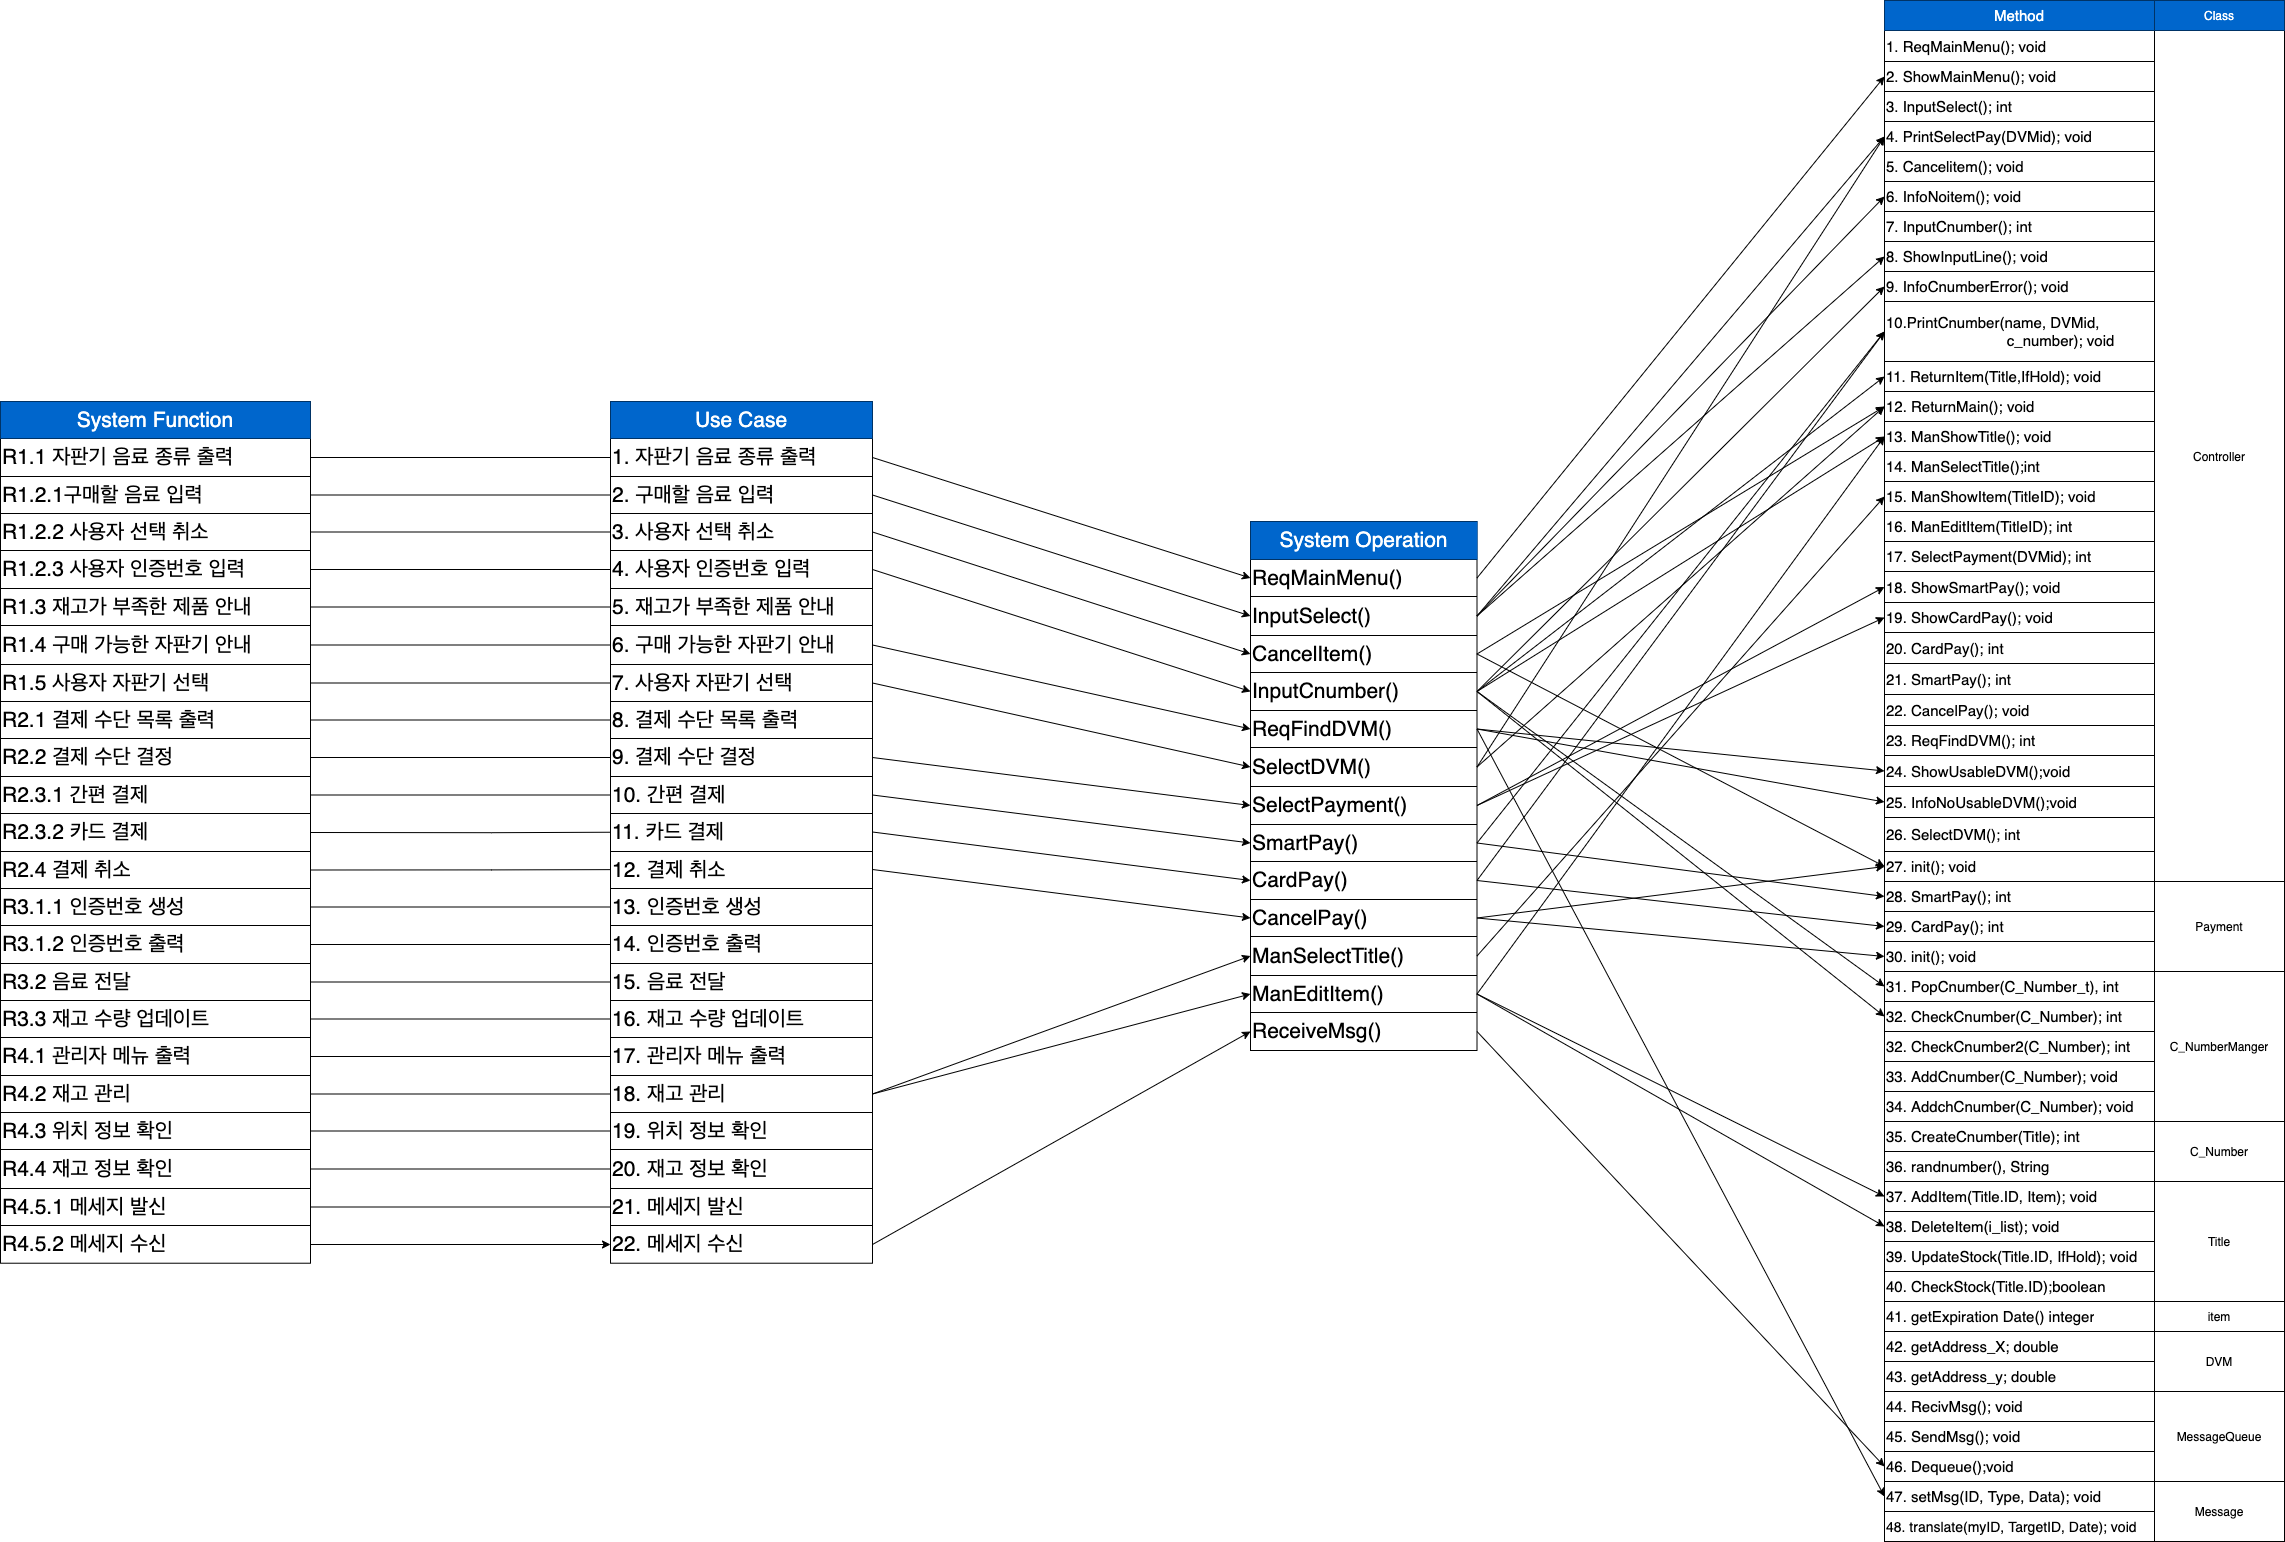 System Function
R1.1 자판기 음료 종류 출력
R1.2.1구매할 음료 입력
R1.2.2 사용자 선택 취소
R1.2.3 사용자 인증번호 입력
R1.3 재고가 부족한 제품 안내
R1.4 구매 가능한 자판기 안내
R1.5 사용자 자판기 선택
R2.1 결제 수단 목록 출력
R2.2 결제 수단 결정
R2.3.1 간편 결제
R2.3.2 카드 결제
R2.4 결제 취소
R3.1.1 인증번호 생성
R3.1.2 인증번호 출력
R3.2 음료 전달
R3.3 재고 수량 업데이트
R4.1 관리자 메뉴 출력
R4.2 재고 관리
R4.3 위치 정보 확인
R4.4 재고 정보 확인
R4.5.1 메세지 발신
R4.5.2 메세지 수신
Use Case
1. 자판기 음료 종류 출력
2. 구매할 음료 입력
3. 사용자 선택 취소
4. 사용자 인증번호 입력
5. 재고가 부족한 제품 안내
6. 구매 가능한 자판기 안내
7. 사용자 자판기 선택
8. 결제 수단 목록 출력
9. 결제 수단 결정
10. 간편 결제
11. 카드 결제
12. 결제 취소
13. 인증번호 생성
14. 인증번호 출력
15. 음료 전달
16. 재고 수량 업데이트
17. 관리자 메뉴 출력
18. 재고 관리
19. 위치 정보 확인
20. 재고 정보 확인
21. 메세지 발신
22. 메세지 수신
System Operation
ReqMainMenu()
InputSelect()
CancelItem()
InputCnumber()
ReqFindDVM()
SelectDVM()
SelectPayment()
SmartPay()
CardPay()
CancelPay()
ManSelectTitle()
ManEditItem()
ReceiveMsg()
Method
Class
1. ReqMainMenu(); void
2. ShowMainMenu(); void
3. InputSelect(); int
4. PrintSelectPay(DVMid); void
5. Cancelitem(); void
6. InfoNoitem(); void
7. InputCnumber(); int
8. ShowInputLine(); void
9. InfoCnumberError(); void
10.PrintCnumber(name, DVMid,
c_number); void
11. ReturnItem(Title,IfHold); void
12. ReturnMain(); void
13. ManShowTitle(); void
14. ManSelectTitle();int
15. ManShowItem(TitleID); void
16. ManEditItem(TitleID); int
17. SelectPayment(DVMid); int
18. ShowSmartPay(); void
19. ShowCardPay(); void
20. CardPay(); int
21. SmartPay(); int
22. CancelPay(); void
23. ReqFindDVM(); int
24. ShowUsableDVM();void
25. InfoNoUsableDVM();void
26. SelectDVM(); int
27. init(); void
Controller
28. SmartPay(); int
29. CardPay(); int
30. init(); void
Payment
31. PopCnumber(C_Number_t), int
32. CheckCnumber(C_Number); int
32. CheckCnumber2(C_Number); int
33. AddCnumber(C_Number); void
34. AddchCnumber(C_Number); void
C_NumberManger
35. CreateCnumber(Title); int
36. randnumber(), String
C_Number
37. AddItem(Title.ID, Item); void
38. DeleteItem(i_list); void
39. UpdateStock(Title.ID, IfHold); void
40. CheckStock(Title.ID);boolean
Title
41. getExpiration Date() integer
item
42. getAddress_X; double
43. getAddress_y; double
DVM
44. RecivMsg(); void
45. SendMsg(); void
46. Dequeue();void
MessageQueue
47. setMsg(ID, Type, Data); void
48. translate(myID, TargetID, Date); void
Message